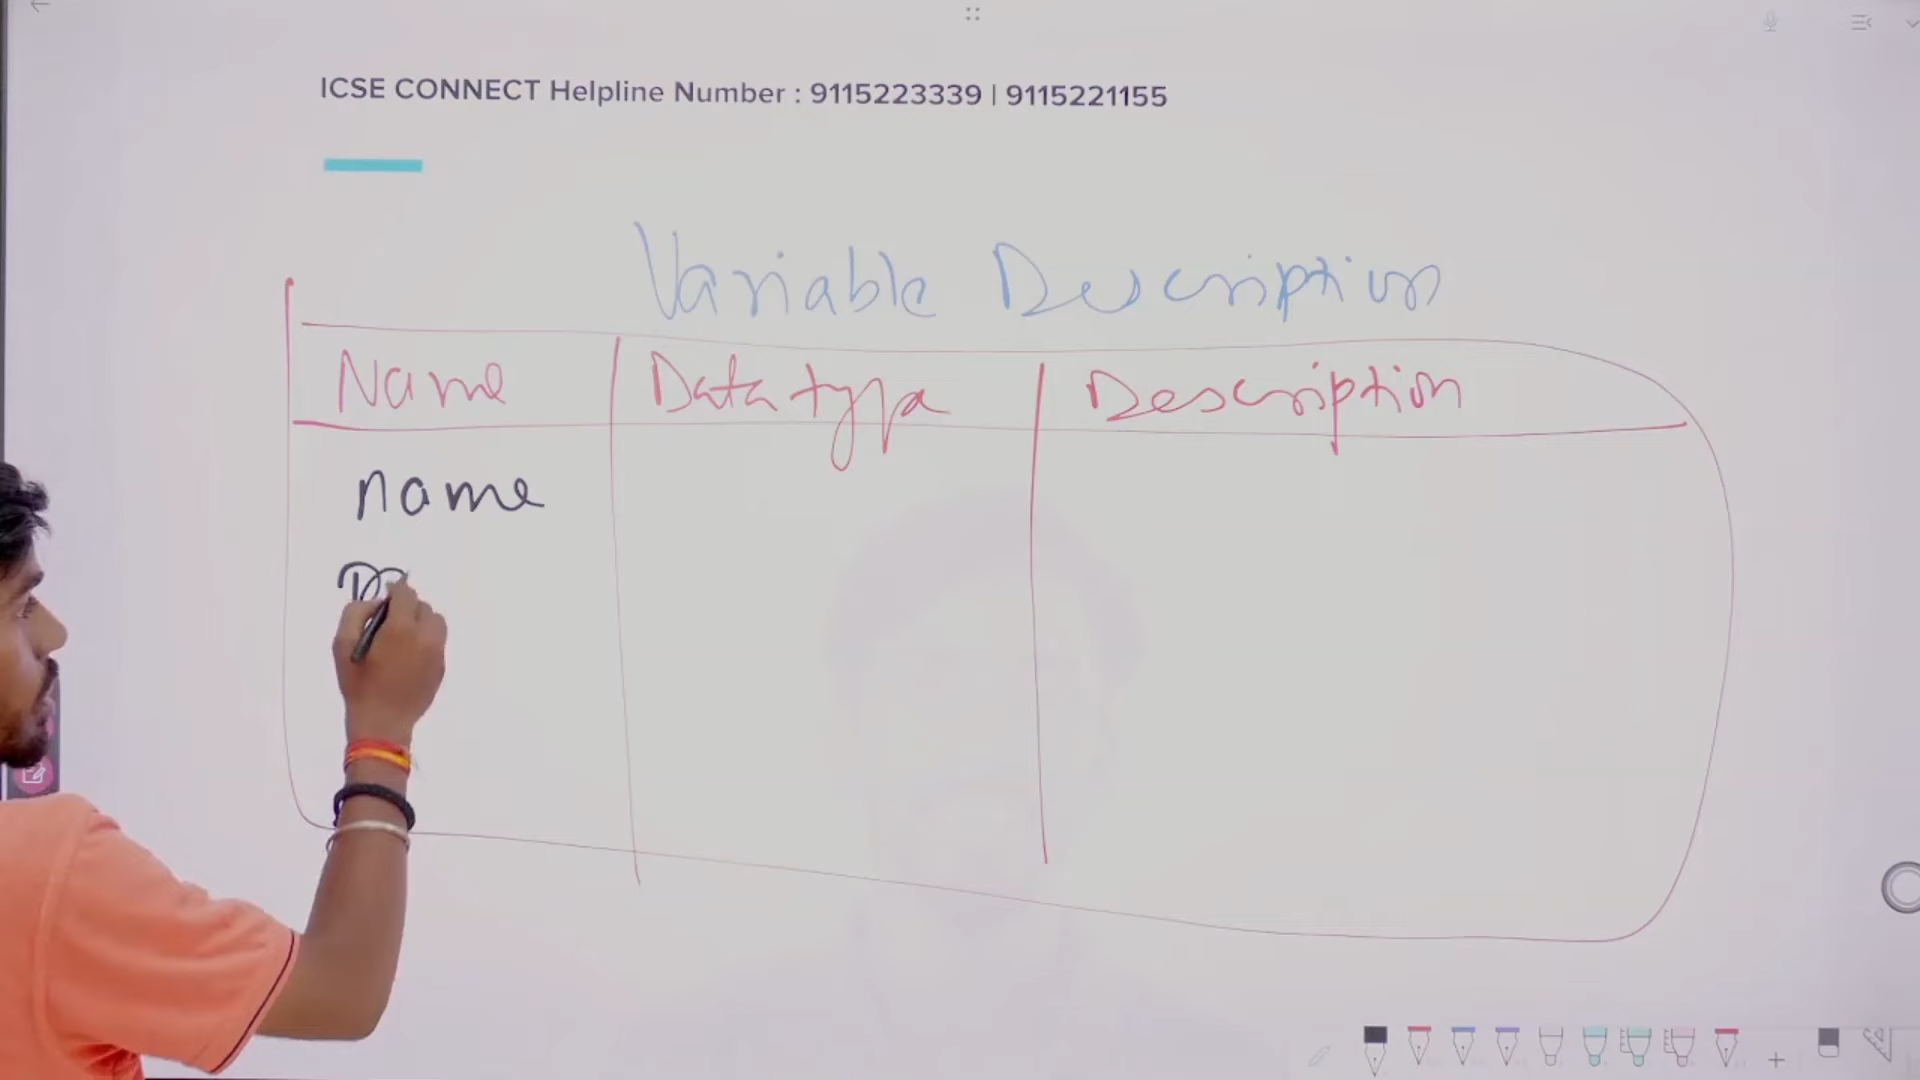 ICSE CONNECT Helpline Number : 9115223339 | 9115221155
Variable Description
Name Data type Description
name